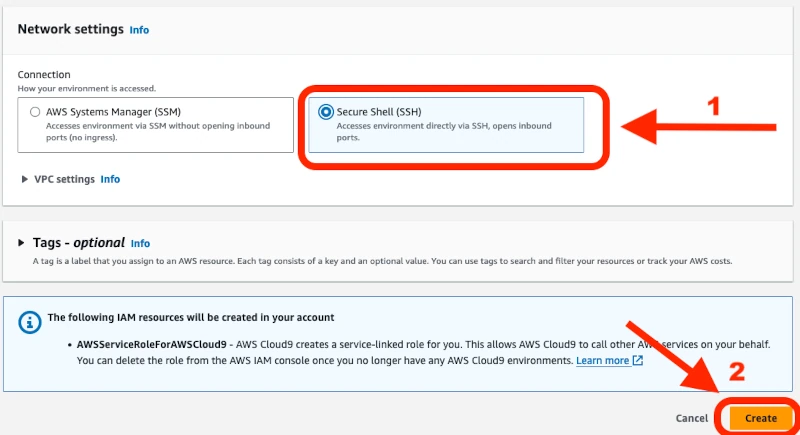 Network settings Info
Connection
How your environment is accessed.
AWS Systems Manager (SSM)
Accesses environment via SSM without opening inbound
ports (no ingress).
Secure Shell (SSH)
Accesses environment directly via SSH, opens inbound
ports.
1
VPC settings Info
Tags - optional Info
A tag is a label that you assign to an AWS resource. Each tag consists of a key and an optional value. You can use tags to search and filter your resources or track your AWS costs.
The following IAM resources will be created in your account
• AWSServiceRoleForAWSCloud9 - AWS Cloud9 creates a service-linked role for you. This allows AWS Cloud9 to call other services on your behalf.
You can delete the role from the AWS IAM console once you no longer have any AWS Cloud9 environments. Learn more
2
Cancel Create